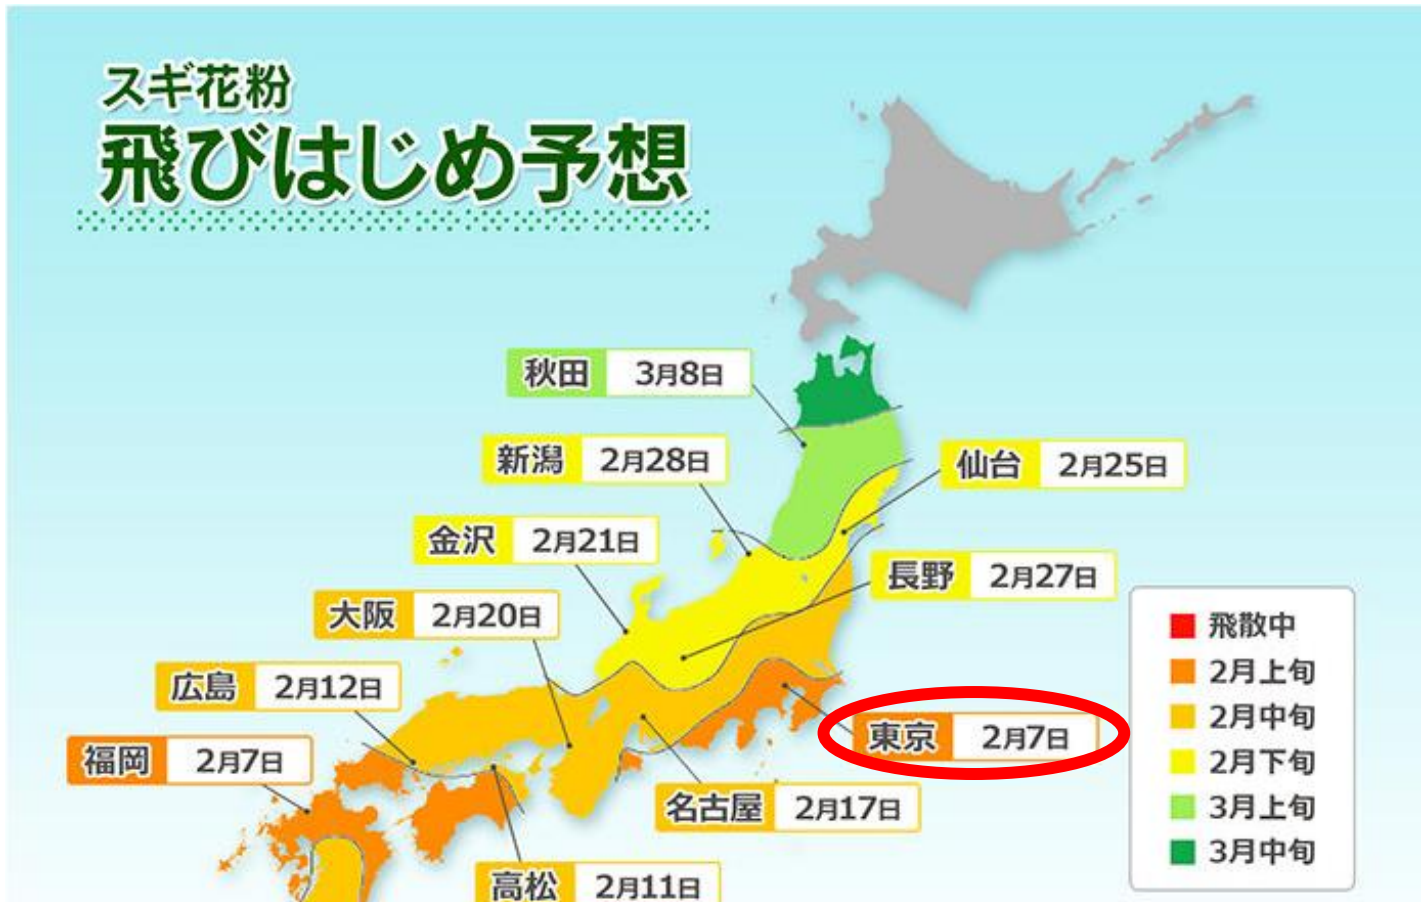 スギ花粉
飛びはじめ予想
秋田 3月8日
新潟 2月28日
仙台 2月25日
金沢 2月21日
長野 2月27日
大阪 2月20日
広島 2月12日
東京 2月7日
福岡 2月7日
名古屋 2月17日
高松 2月11日
飛散中
2月上旬
2月中旬
2月下旬
3月上旬
3月中旬